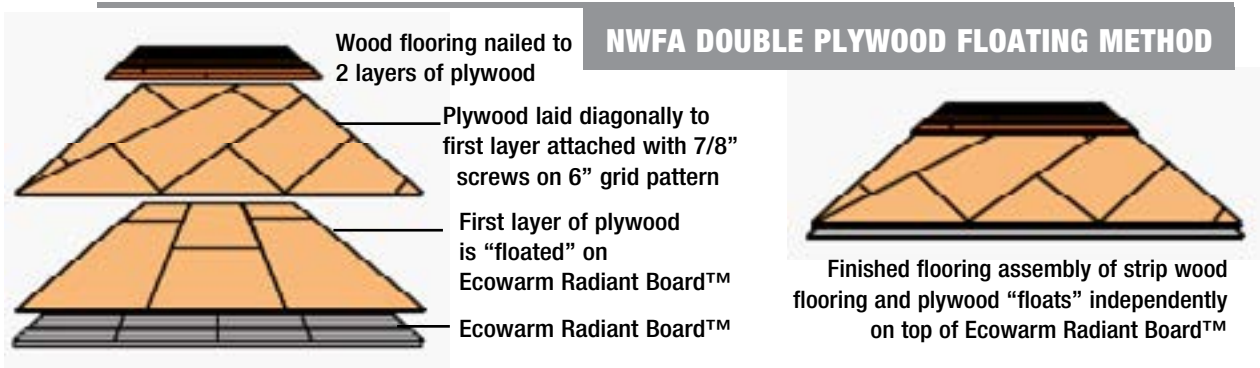 NWFA DOUBLE PLYWOOD FLOATING METHOD
Wood flooring nailed to
2 layers of plywood
Plywood laid diagonally to
first layer attached with 7/8”
screws on 6” grid pattern
First layer of plywood
is “floated” on
Ecowarm Radiant Board™
Ecowarm Radiant Board™
Finished flooring assembly of strip wood
flooring and plywood “floats” independently
on top of Ecowarm Radiant Board™